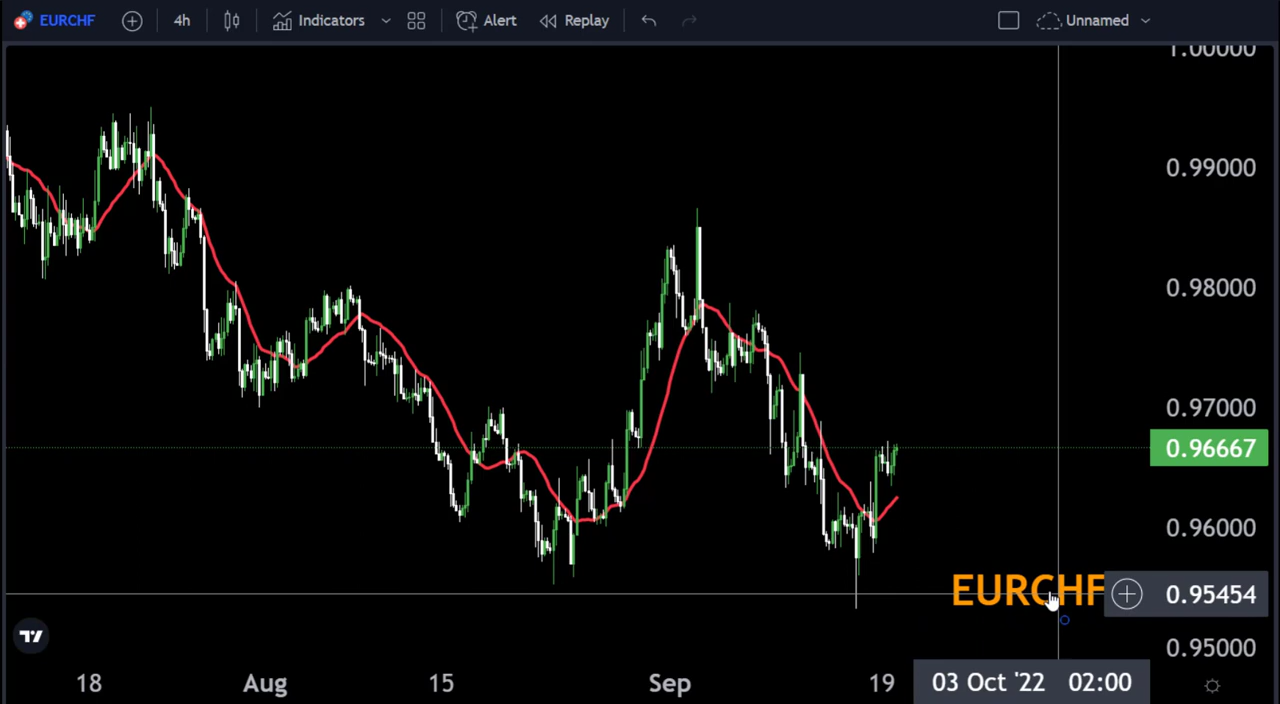 EURCHF 4h Indicators Alert Replay Unnamed
1.00000
0.99000
0.98000
0.97000
0.96667
0.96000
EURCHF
0.95454
0.95000
18 Aug 15 Sep 19 03 Oct '22 02:00